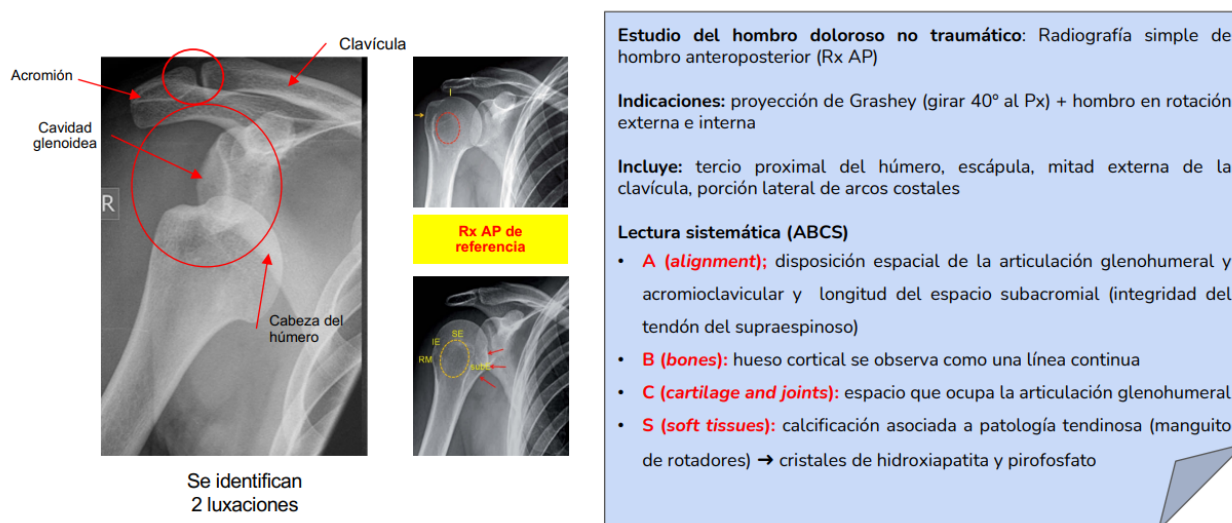 Acromión
Clavícula
Cavidad
glenoidea
R
Cabeza del
húmero
Se identifican
2 luxaciones
I
Rx AP de
referencia
SE
IE
RM
Estudio del hombro doloroso no traumático: Radiografía simple de
hombro anteroposterior (Rx AP)
Indicaciones: proyección de Grashey (girar 40º al Px) + hombro en rotación
externa e interna
Incluye: tercio proximal del húmero, escápula, mitad externa de la
clavícula, porción lateral de arcos costales
Lectura sistemática (ABCS)
• A (alignment); disposición espacial de la articulación glenohumeral y
acromioclavicular y longitud del espacio subacromial (integridad del
tendón del supraespinoso)
• B (bones): hueso cortical se observa como una línea continua
• C (cartilage and joints): espacio que ocupa la articulación glenohumeral
• S (soft tissues): calcificación asociada a patología tendinosa (manguito
de rotadores) ➔ cristales de hidroxiapatita y pirofosfato